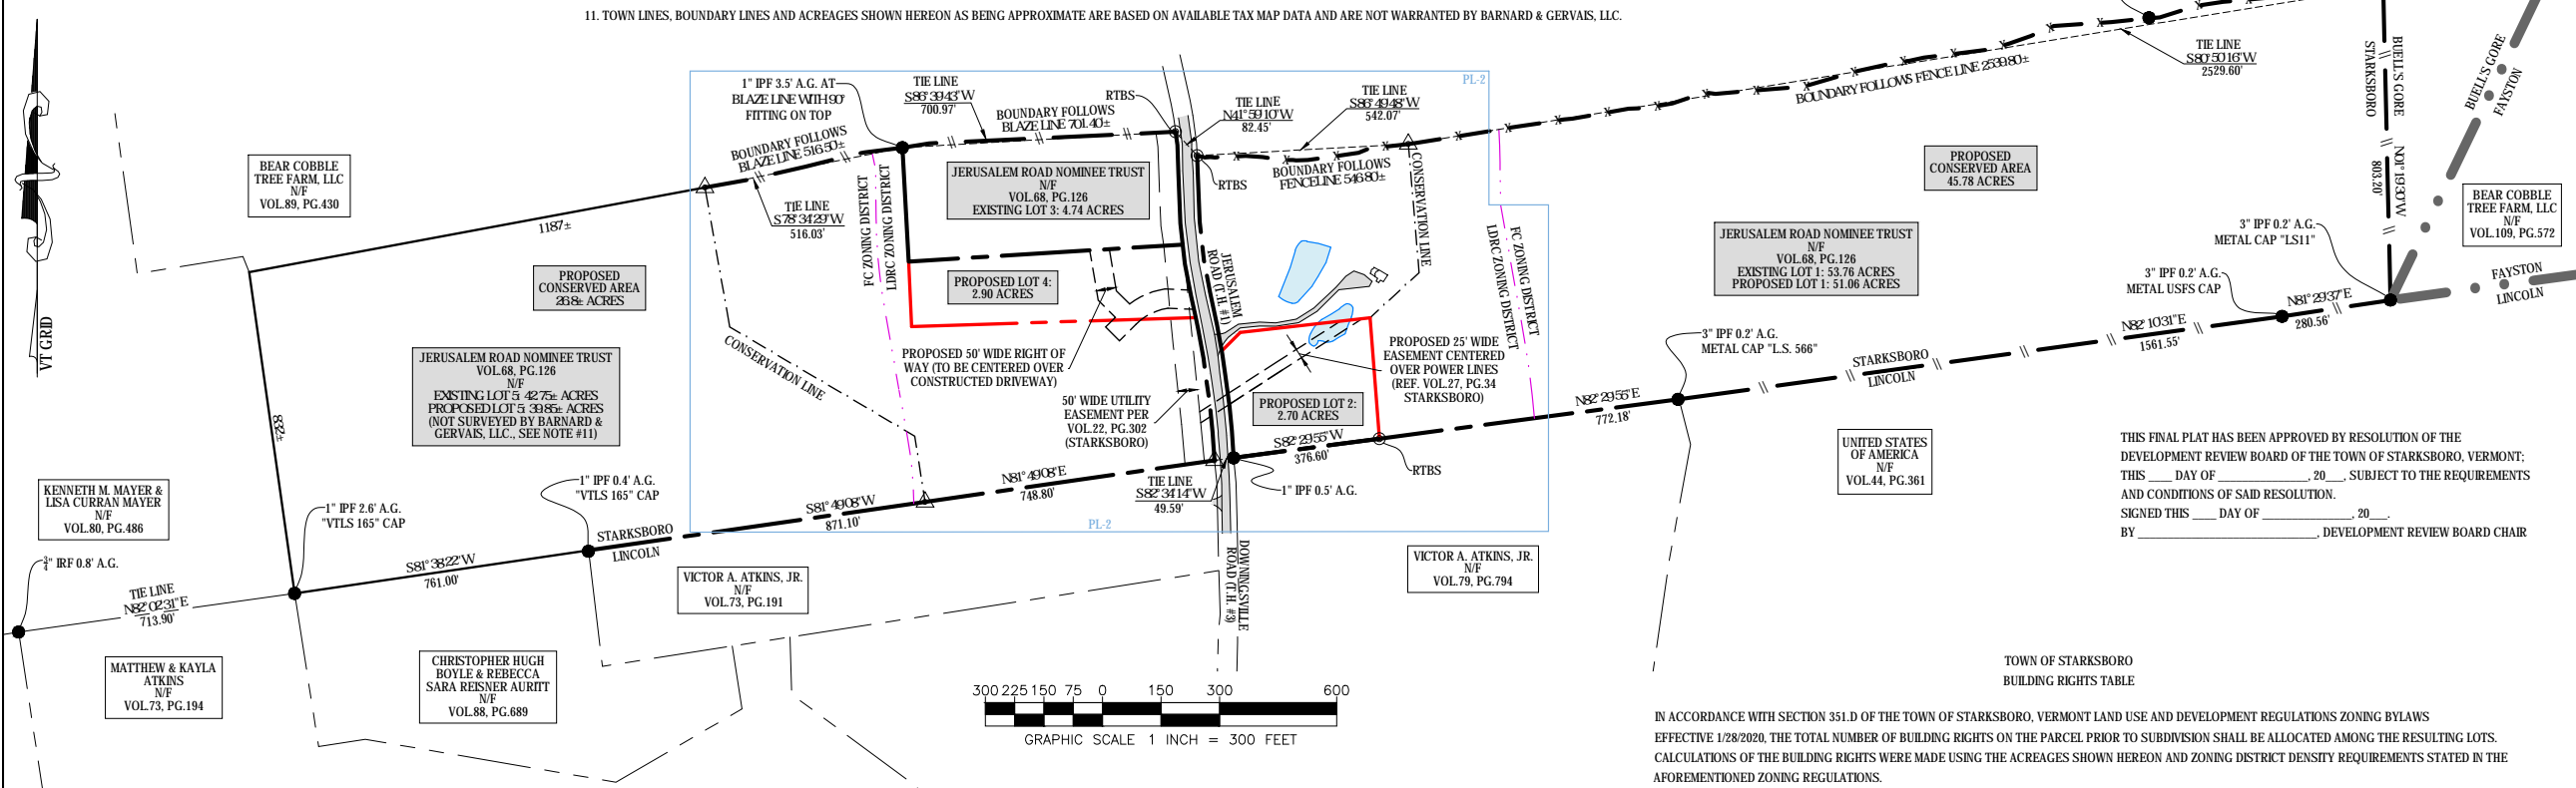 11. TOWN LINES, BOUNDARY LINES AND ACREAGES SHOWN HEREON AS BEING APPROXIMATE ARE BASED ON AVAILABLE TAX MAP DATA AND ARE NOT WARRANTED BY BARNARD & GERVAIS, LLC.
VT GRID
BEAR COBBLE
TREE FARM, LLC
N/F
VOL.89, PG.430
1187±
832±
PROPOSED
CONSERVED AREA
26.8± ACRES
JERUSALEM ROAD NOMINEE TRUST
VOL.68, PG.126
N/F
EXISTING LOT 5: 42.75± ACRES
PROPOSED LOT 5: 39.85± ACRES
(NOT SURVEYED BY BARNARD &
GERVAIS, LLC., SEE NOTE #11)
KENNETH M. MAYER &
LISA CURRAN MAYER
N/F
VOL.80, PG.486
3/4" IRF 0.8' A.G.
TIE LINE
N82°02'31"E
713.90'
1" IPF 2.6' A.G.
"VTLS 165" CAP
S81°38'22"W
761.00'
1" IPF 0.4' A.G.
"VTLS 165" CAP
STARKSBORO
LINCOLN
MATTHEW & KAYLA
ATKINS
N/F
VOL.73, PG.194
CHRISTOPHER HUGH
BOYLE & REBECCA
SARA REISNER AURITT
N/F
VOL.88, PG.689
VICTOR A. ATKINS, JR.
N/F
VOL.73, PG.191
PL-2
1" IPF 3.5' A.G. AT
BLAZE LINE WITH 90°
FITTING ON TOP
BOUNDARY FOLLOWS
BLAZE LINE 516.50±
TIE LINE
S78°34'29"W
516.03'
TIE LINE
S86°39'43"W
700.97'
BOUNDARY FOLLOWS
BLAZE LINE 701.40±
RTBS
TIE LINE
N41°59'10"W
82.45'
TIE LINE
S86°49'48"W
542.07'
RTBS
BOUNDARY FOLLOWS
FENCE LINE 546.80±
FC ZONING DISTRICT
LDRC ZONING DISTRICT
JERUSALEM ROAD NOMINEE TRUST
N/F
VOL.68, PG.126
EXISTING LOT 3: 4.74 ACRES
PROPOSED LOT 4:
2.90 ACRES
JERUSALEM
ROAD (T.H. #1)
CONSERVATION LINE
CONSERVATION LINE
PROPOSED 50' WIDE RIGHT OF
WAY (TO BE CENTERED OVER
CONSTRUCTED DRIVEWAY)
50' WIDE UTILITY
EASEMENT PER
VOL.22, PG.302
(STARKSBORO)
PROPOSED 25' WIDE
EASEMENT CENTERED
OVER POWER LINES
(REF. VOL.27, PG.34
STARKSBORO)
PROPOSED LOT 2:
2.70 ACRES
LDRC ZONING DISTRICT
FC ZONING DISTRICT
S81°49'08"W
871.10'
N81°49'08"E
748.80'
TIE LINE
S82°34'14"W
49.59'
S82°29'55"W
376.60'
1" IPF 0.5' A.G.
RTBS
PL-2
DOWNINGSVILLE
ROAD (T.H. #3)
VICTOR A. ATKINS, JR.
N/F
VOL.79, PG.794
300 225 150 75 0 150 300 600
GRAPHIC SCALE 1 INCH = 300 FEET
BOUNDARY FOLLOWS FENCE LINE 2539.80±
TIE LINE
S80°50'16"W
2529.60'
PROPOSED
CONSERVED AREA
45.78 ACRES
JERUSALEM ROAD NOMINEE TRUST
N/F
VOL.68, PG.126
EXISTING LOT 1: 53.76 ACRES
PROPOSED LOT 1: 51.06 ACRES
BUELL'S GORE
STARKSBORO
N01°19'30"W
803.20'
BUELL'S GORE
FAYSTON
BEAR COBBLE
TREE FARM, LLC
N/F
VOL.109, PG.572
3" IPF 0.2' A.G.
METAL CAP "LS11"
3" IPF 0.2' A.G.
METAL USFS CAP
FAYSTON
LINCOLN
N81°29'37"E
280.56'
N82°10'31"E
1561.55'
STARKSBORO
LINCOLN
3" IPF 0.2' A.G.
METAL CAP "L.S. 566"
N82°29'55"E
772.18'
UNITED STATES
OF AMERICA
N/F
VOL.44, PG.361
THIS FINAL PLAT HAS BEEN APPROVED BY RESOLUTION OF THE
DEVELOPMENT REVIEW BOARD OF THE TOWN OF STARKSBORO, VERMONT;
THIS ____ DAY OF _______________, 20___, SUBJECT TO THE REQUIREMENTS
AND CONDITIONS OF SAID RESOLUTION.
SIGNED THIS ____ DAY OF _______________, 20___.
BY ______________________________, DEVELOPMENT REVIEW BOARD CHAIR
TOWN OF STARKSBORO
BUILDING RIGHTS TABLE
IN ACCORDANCE WITH SECTION 351.D OF THE TOWN OF STARKSBORO, VERMONT LAND USE AND DEVELOPMENT REGULATIONS ZONING BYLAWS
EFFECTIVE 1/28/2020, THE TOTAL NUMBER OF BUILDING RIGHTS ON THE PARCEL PRIOR TO SUBDIVISION SHALL BE ALLOCATED AMONG THE RESULTING LOTS.
CALCULATIONS OF THE BUILDING RIGHTS WERE MADE USING THE ACREAGES SHOWN HEREON AND ZONING DISTRICT DENSITY REQUIREMENTS STATED IN THE
AFOREMENTIONED ZONING REGULATIONS.